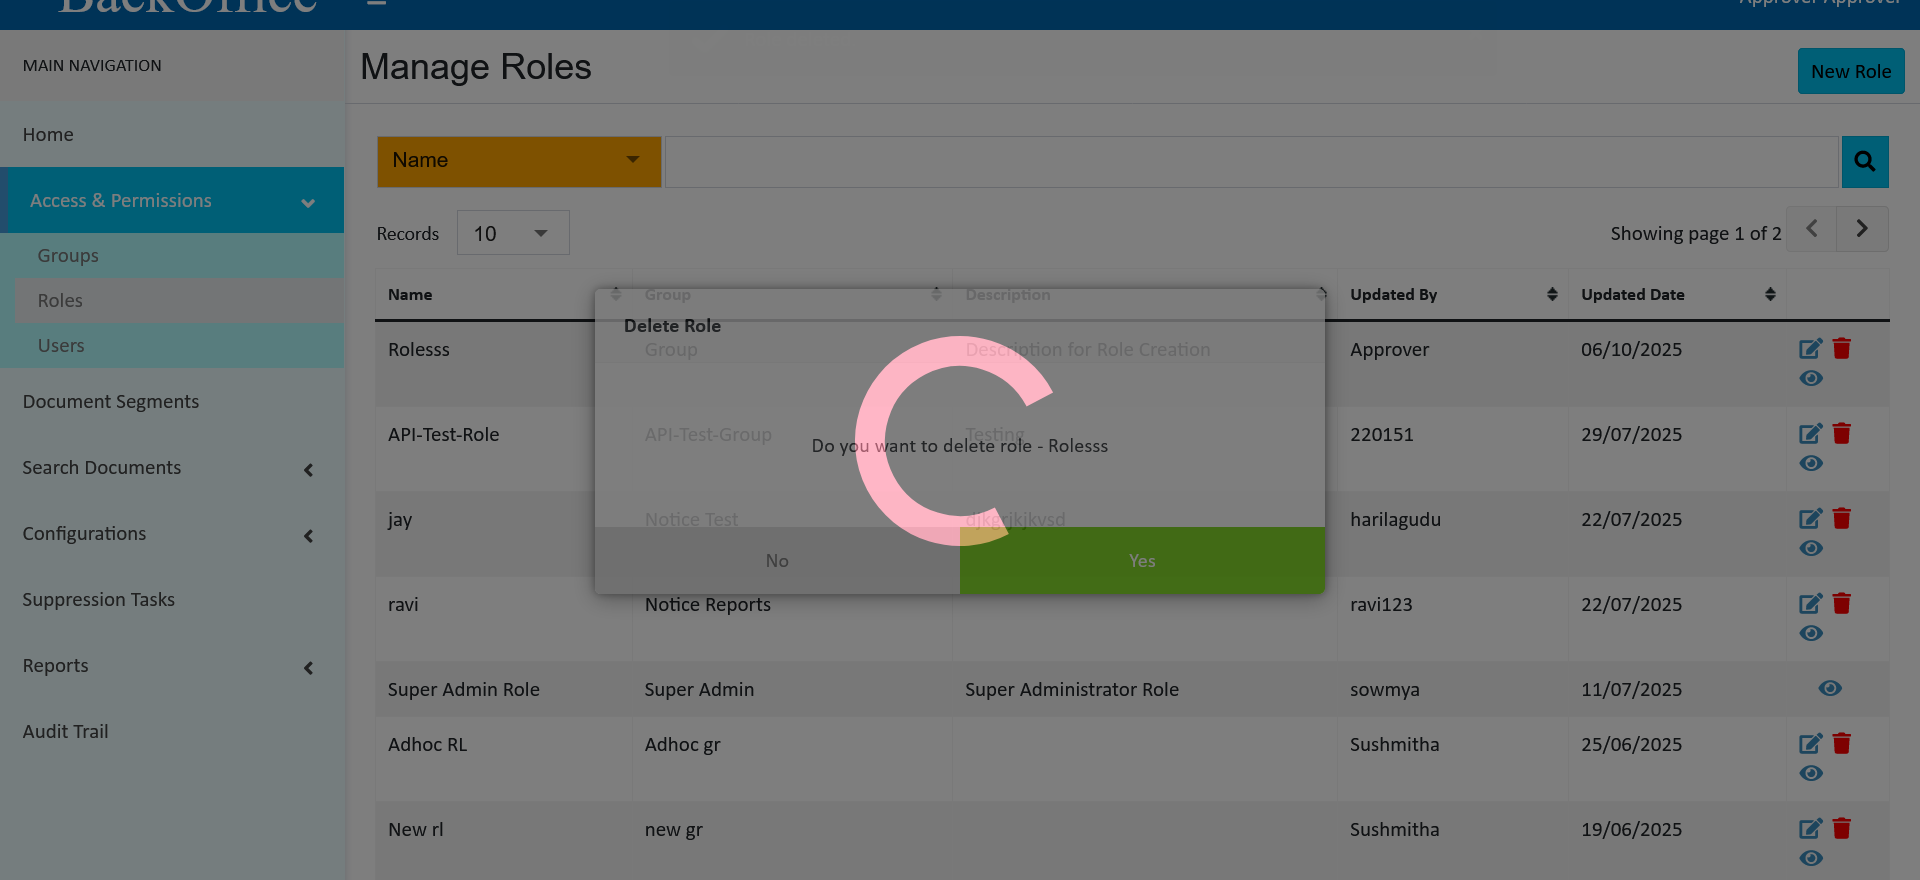 BackOffice
Approver Approver
MAIN NAVIGATION
Manage Roles
New Role
Home
Name
Access & Permissions
Records 10
Showing page 1 of 2
Groups
Roles
Users
Name Group Description Updated By Updated Date
Delete Role
Rolesss Group Description for Role Creation Approver 06/10/2025
Document Segments
API-Test-Role API-Test-Group Testing 220151 29/07/2025
Do you want to delete role - Rolesss
Search Documents
jay Notice Test harilagudu 22/07/2025
Configurations
No Yes
Suppression Tasks
ravi Notice Reports ravi123 22/07/2025
Reports
Super Admin Role Super Admin Super Administrator Role sowmya 11/07/2025
Audit Trail
Adhoc RL Adhoc gr Sushmitha 25/06/2025
New rl new gr Sushmitha 19/06/2025